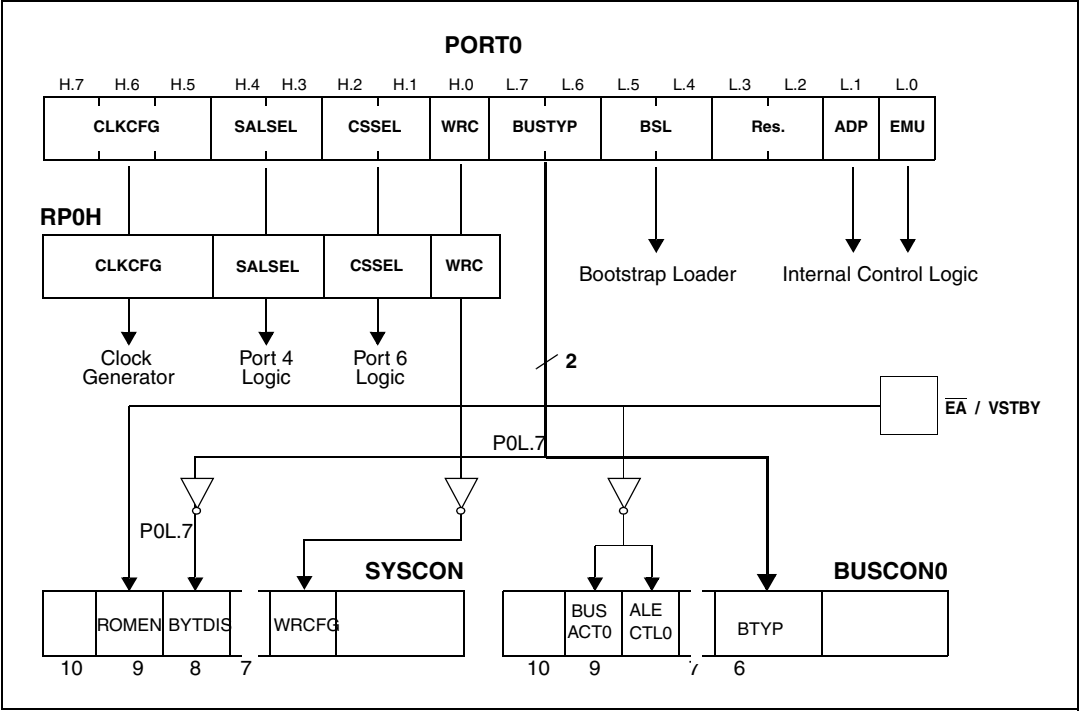 PORT0
H.7 H.6 H.5 H.4 H.3 H.2 H.1 H.0 L.7 L.6 L.5 L.4 L.3 L.2 L.1 L.0
CLKCFG SALSEL CSSEL WRC BUSTYP BSL Res. ADP EMU
RP0H
CLKCFG SALSEL CSSEL WRC
Bootstrap Loader Internal Control Logic
Clock
Generator
Port 4
Logic
Port 6
Logic
2
EA / VSTBY
P0L.7
P0L.7
SYSCON BUSCON0
ROMEN BYTDIS WRCFG
BUS
ACT0
ALE
CTL0
BTYP
10 9 8 7 10 9 7 6